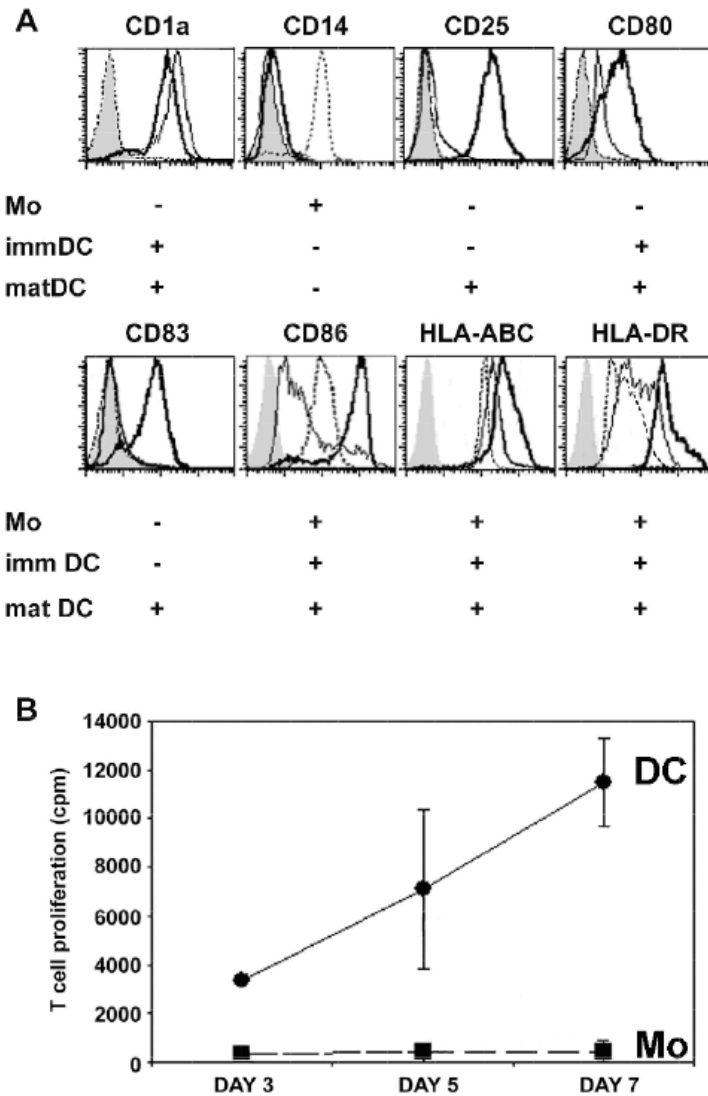 A
CD1a CD14 CD25 CD80
Mo - + - -
immDC + - - +
matDC + - + +
CD83 CD86 HLA-ABC HLA-DR
Mo - + + +
imm DC - + + +
mat DC + + + +
B
T cell proliferation (cpm)
14000
12000
10000
8000
6000
4000
2000
0
DC
Mo
DAY 3 DAY 5 DAY 7